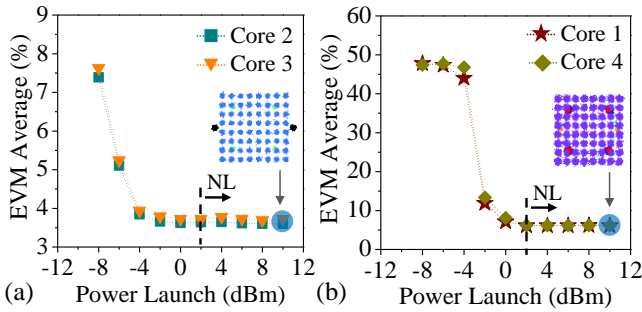 EVM Average (%)
9
8
7
6
5
4
3
Core 2
Core 3
NL
-8 -4 0 4 8 12
Power Launch (dBm)
(a)
EVM Average (%)
60
50
40
30
20
10
0
Core 1
Core 4
NL
-12 -8 -4 0 4 8 12
Power Launch (dBm)
(b)